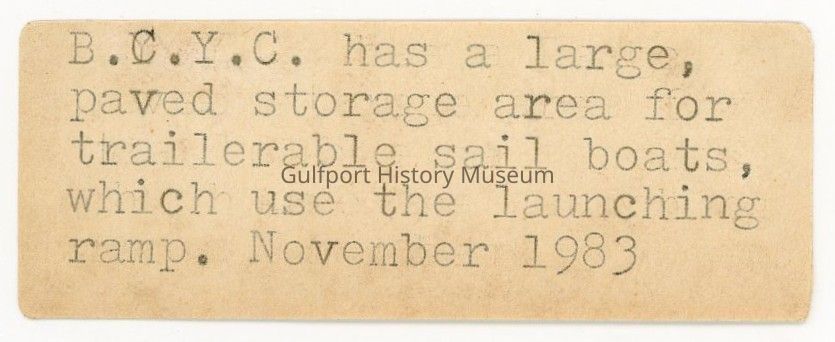 B.C.Y.C. has a large,
paved storage area for
trailerable sail boats,
Gulfport History Museum
which use the launching
ramp. November 1983